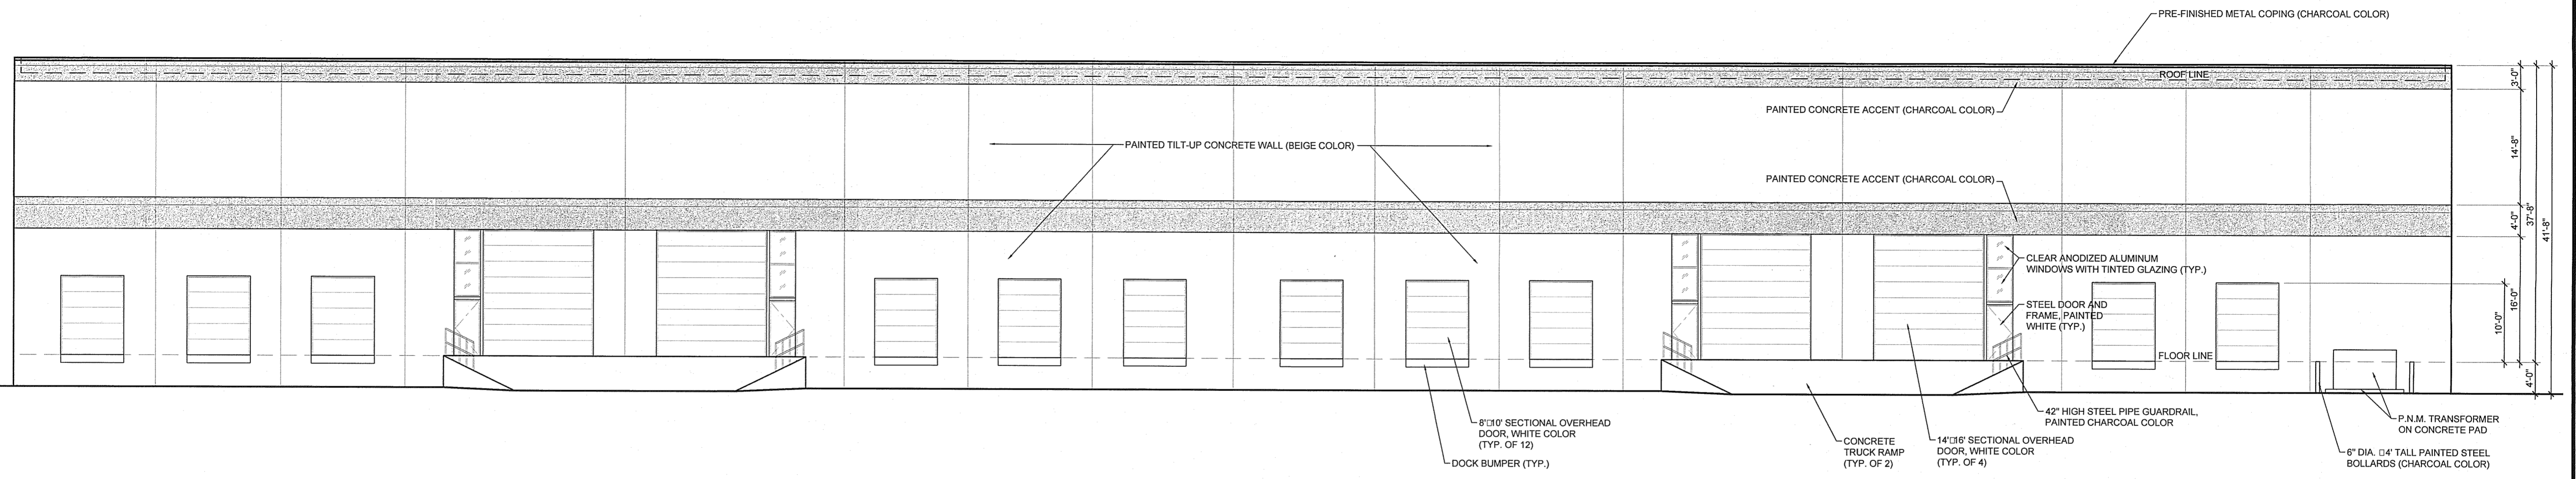 PRE-FINISHED METAL COPING (CHARCOAL COLOR)
ROOF LINE
PAINTED CONCRETE ACCENT (CHARCOAL COLOR)
PAINTED TILT-UP CONCRETE WALL (BEIGE COLOR)
PAINTED CONCRETE ACCENT (CHARCOAL COLOR)
3'-0"
14'-8"
4'-0"
37'-8"
41'-8"
16'-0"
10'-0"
4'-0"
CLEAR ANODIZED ALUMINUM
WINDOWS WITH TINTED GLAZING (TYP.)
STEEL DOOR AND
FRAME, PAINTED
WHITE (TYP.)
FLOOR LINE
8'□10' SECTIONAL OVERHEAD
DOOR, WHITE COLOR
(TYP. OF 12)
DOCK BUMPER (TYP.)
CONCRETE
TRUCK RAMP
(TYP. OF 2)
14'□16' SECTIONAL OVERHEAD
DOOR, WHITE COLOR
(TYP. OF 4)
42" HIGH STEEL PIPE GUARDRAIL,
PAINTED CHARCOAL COLOR
P.N.M. TRANSFORMER
ON CONCRETE PAD
6" DIA. □4' TALL PAINTED STEEL
BOLLARDS (CHARCOAL COLOR)